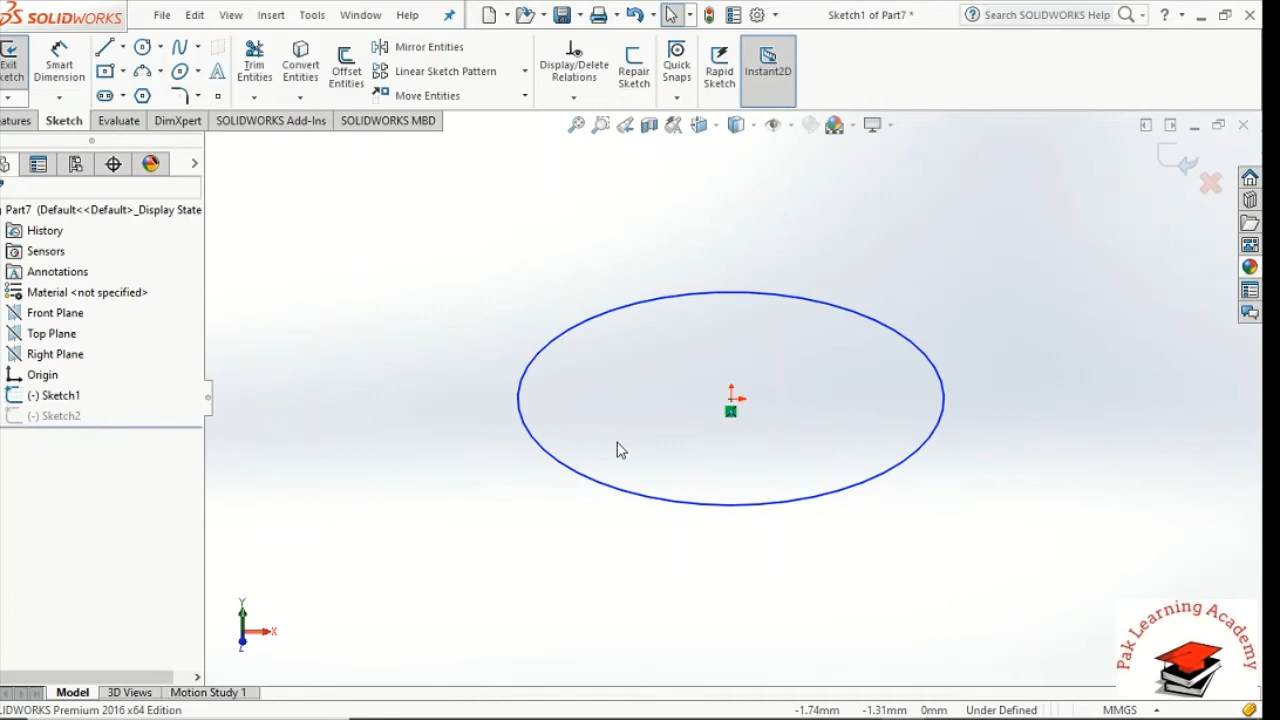 SOLIDWORKS
File Edit View Insert Tools Window Help
Sketch1 of Part7 *
Search SOLIDWORKS Help
Exit
Sketch
Smart
Dimension
Trim
Entities
Convert
Entities
Offset
Entities
Mirror Entities
Linear Sketch Pattern
Move Entities
Display/Delete
Relations
Repair
Sketch
Quick
Snaps
Rapid
Sketch
Instant2D
atures Sketch Evaluate DimXpert SOLIDWORKS Add-Ins SOLIDWORKS MBD
Part7 (Default<<Default>_Display State
History
Sensors
Annotations
Material <not specified>
Front Plane
Top Plane
Right Plane
Origin
(-) Sketch1
(-) Sketch2
Y
X
Z
Pak Learning Academy
Model 3D Views Motion Study 1
LIDWORKS Premium 2016 x64 Edition
-1.74mm -1.31mm 0mm Under Defined MMGS